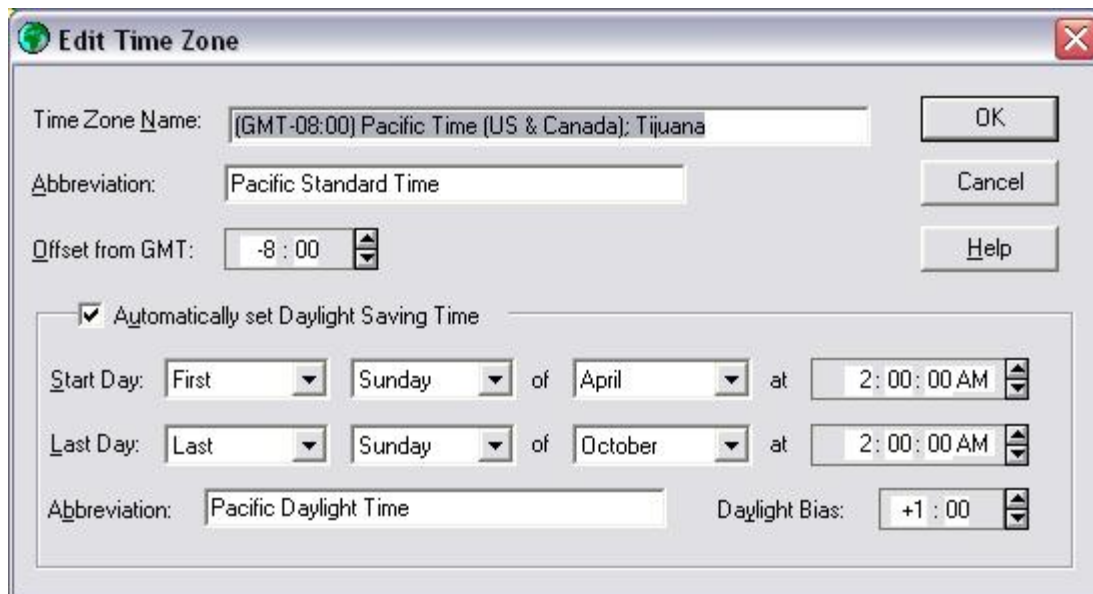 Edit Time Zone
Time Zone Name: (GMT-08:00) Pacific Time (US & Canada); Tijuana OK
Abbreviation: Pacific Standard Time Cancel
Offset from GMT: -8 : 00 Help
Automatically set Daylight Saving Time
Start Day: First Sunday of April at 2 : 00 : 00 AM
Last Day: Last Sunday of October at 2 : 00 : 00 AM
Abbreviation: Pacific Daylight Time Daylight Bias: +1 : 00